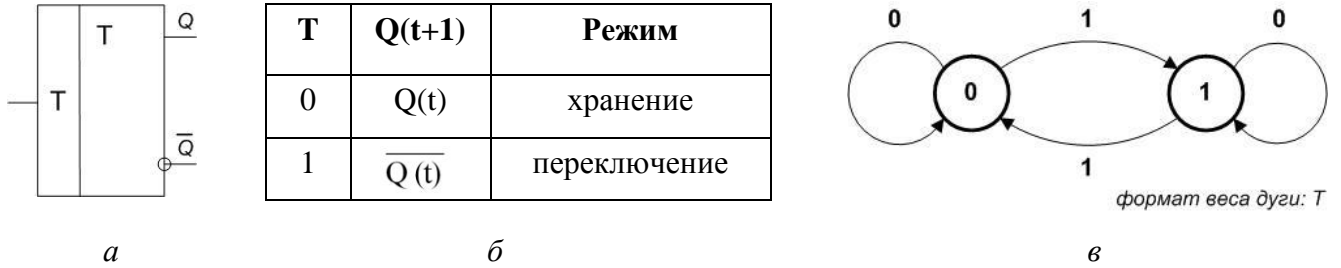 T
T
Q
Q̅
T Q(t+1) Режим
0 Q(t) хранение
1 Q̅ (t) переключение
0 1 0
0 1
1
формат веса дуги: T
а б в